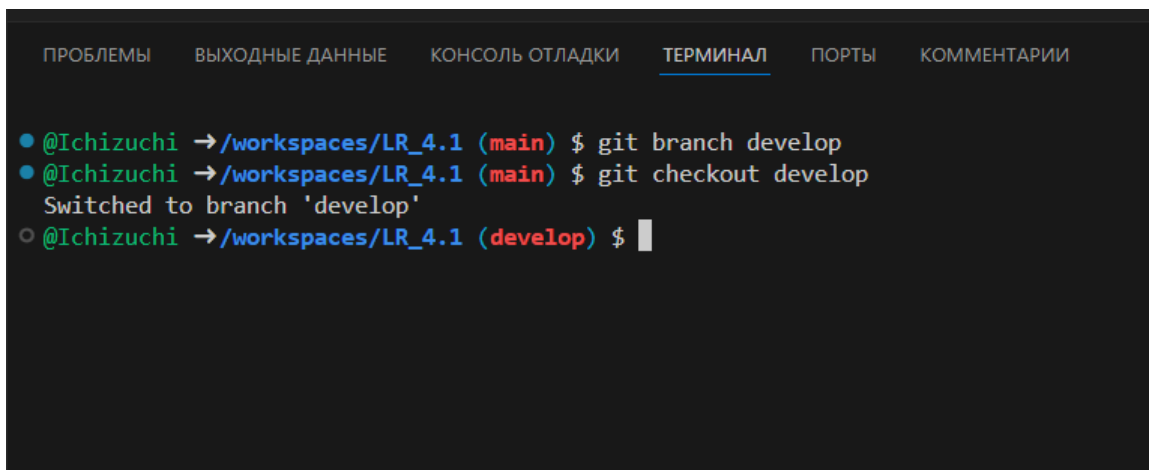 ПРОБЛЕМЫ ВЫХОДНЫЕ ДАННЫЕ КОНСОЛЬ ОТЛАДКИ ТЕРМИНАЛ ПОРТЫ КОММЕНТАРИИ
@Ichizuchi →/workspaces/LR_4.1 (main) $ git branch develop
@Ichizuchi →/workspaces/LR_4.1 (main) $ git checkout develop
Switched to branch 'develop'
@Ichizuchi →/workspaces/LR_4.1 (develop) $